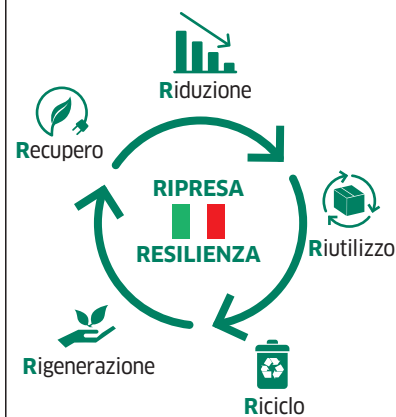 Riduzione
Recupero
RIPRESA
RESILIENZA
Riutilizzo
Rigenerazione
Riciclo